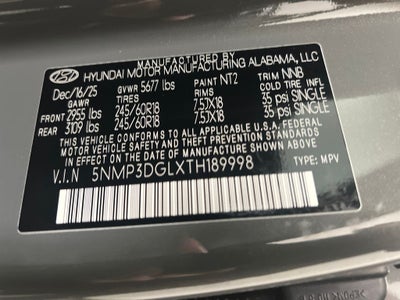 MANUFACTURED BY
HYUNDAI MOTOR MANUFACTURING ALABAMA, LLC
Dec/16/25 GVWR 5677 lbs PAINT NT2 TRIM NNB
GAWR TIRES RIMS COLD TIRE INFL
FRONT 2955 lbs 245/60R18 7.5JX18 35 psi SINGLE
REAR 3109 lbs 245/60R18 7.5JX18 35 psi SINGLE
THIS VEHICLE CONFORMS TO ALL APPLICABLE U.S. FEDERAL
MOTOR VEHICLE SAFETY AND THEFT PREVENTION STANDARDS
IN EFFECT ON THE DATE OF MANUFACTURE SHOWN ABOVE.
V.I.N 5NMP3DGLXTH189998 TYPE: MPV